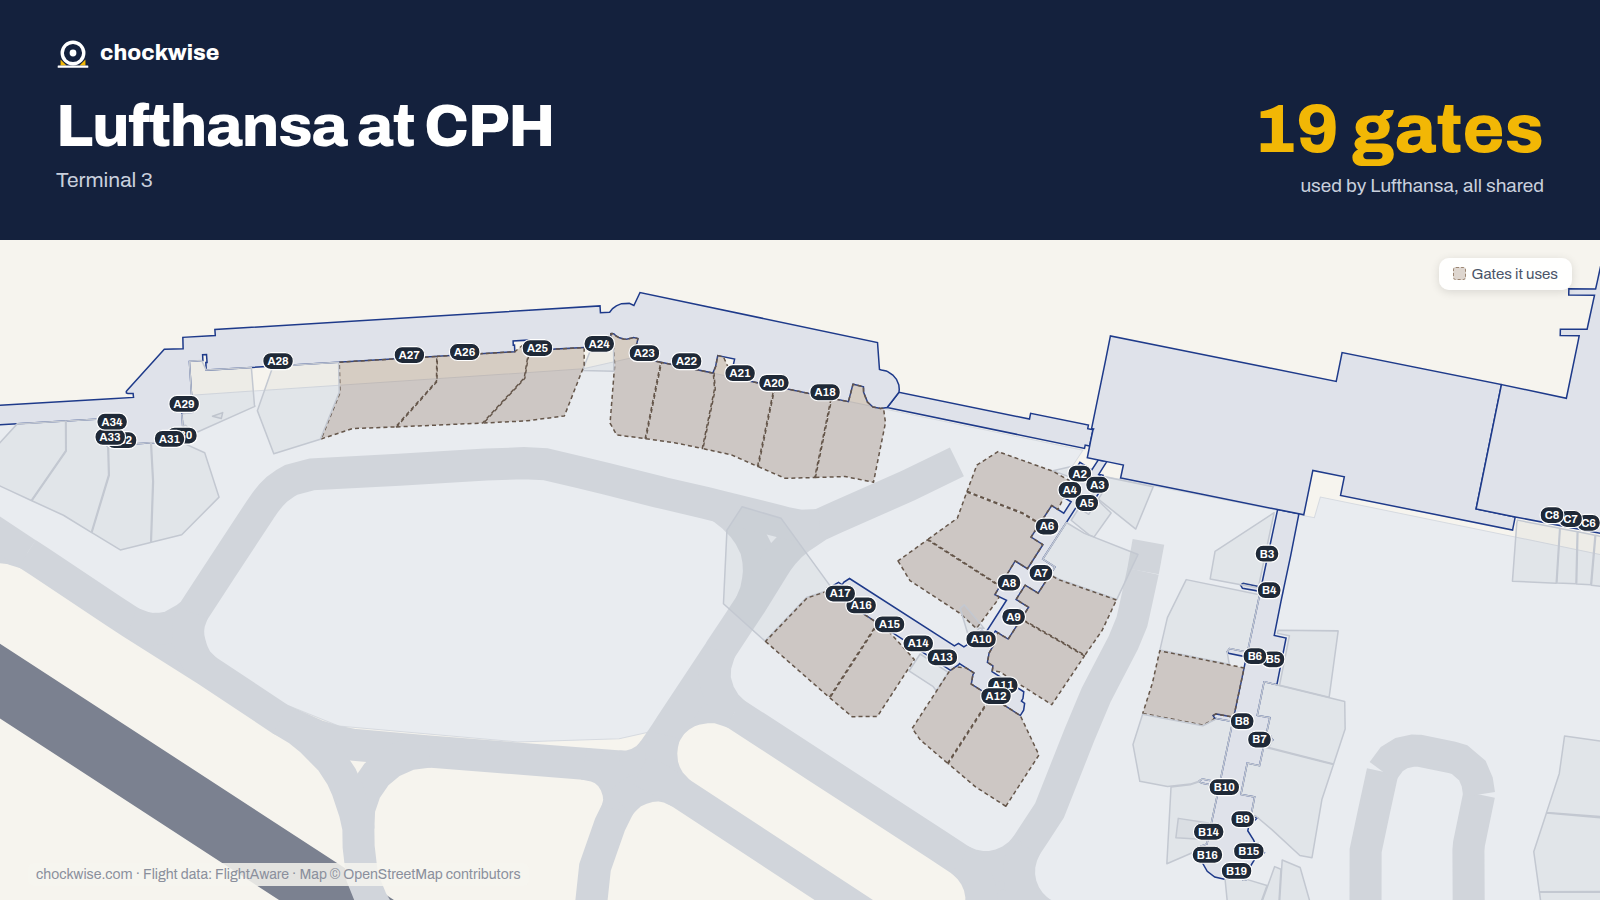 chockwise
Lufthansa at CPH
Terminal 3
19 gates
used by Lufthansa, all shared
Gates it uses
A28
A27
A26
A25
A24
A23
A22
A21
A20
A18
A29
A34
A33
A31
A2
A4
A3
A5
A6
A8
A7
A9
A10
A17
A16
A15
A14
A13
A11
A12
B3
B4
B6
B5
B8
B7
B10
B9
B14
B16
B15
B19
C8
C7
C6
chockwise.com · Flight data: FlightAware · Map © OpenStreetMap contributors